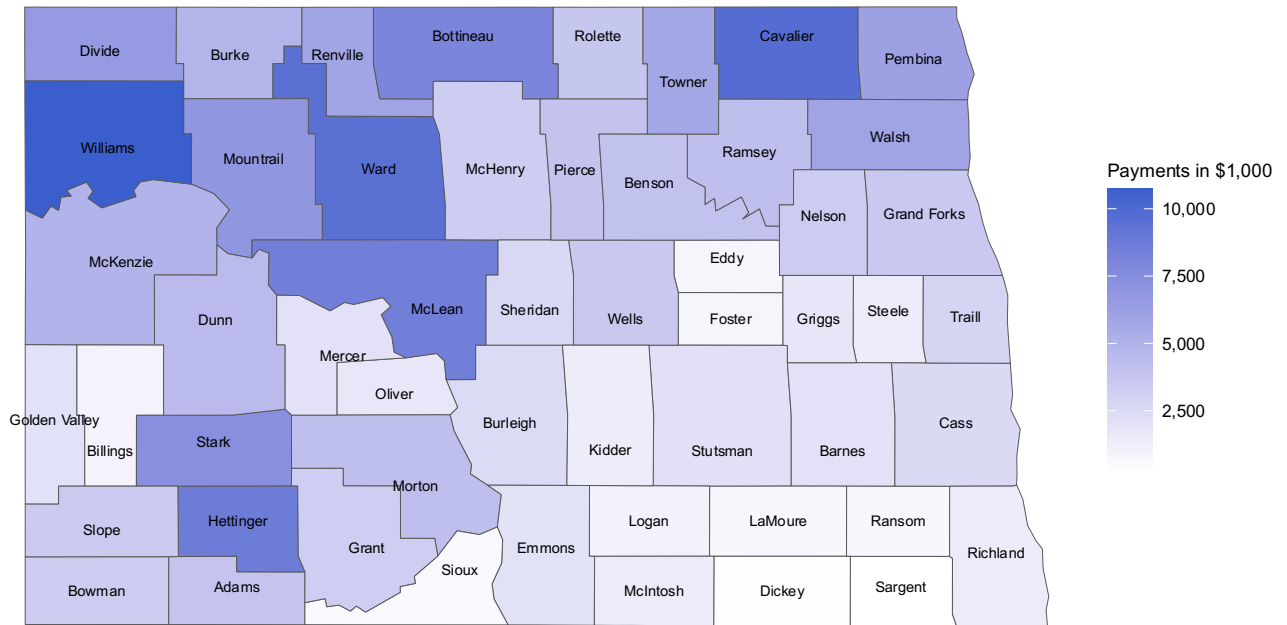 Divide
Burke
Renville
Bottineau
Rolette
Cavalier
Pembina
Towner
Williams
Mountrail
Ward
McHenry
Pierce
Benson
Ramsey
Walsh
Nelson
Grand Forks
McKenzie
Dunn
McLean
Sheridan
Wells
Eddy
Foster
Griggs
Steele
Traill
Mercer
Oliver
Golden Valley
Billings
Stark
Burleigh
Kidder
Stutsman
Barnes
Cass
Morton
Slope
Hettinger
Grant
Emmons
Logan
LaMoure
Ransom
Richland
Bowman
Adams
Sioux
McIntosh
Dickey
Sargent
Payments in $1,000
10,000
7,500
5,000
2,500